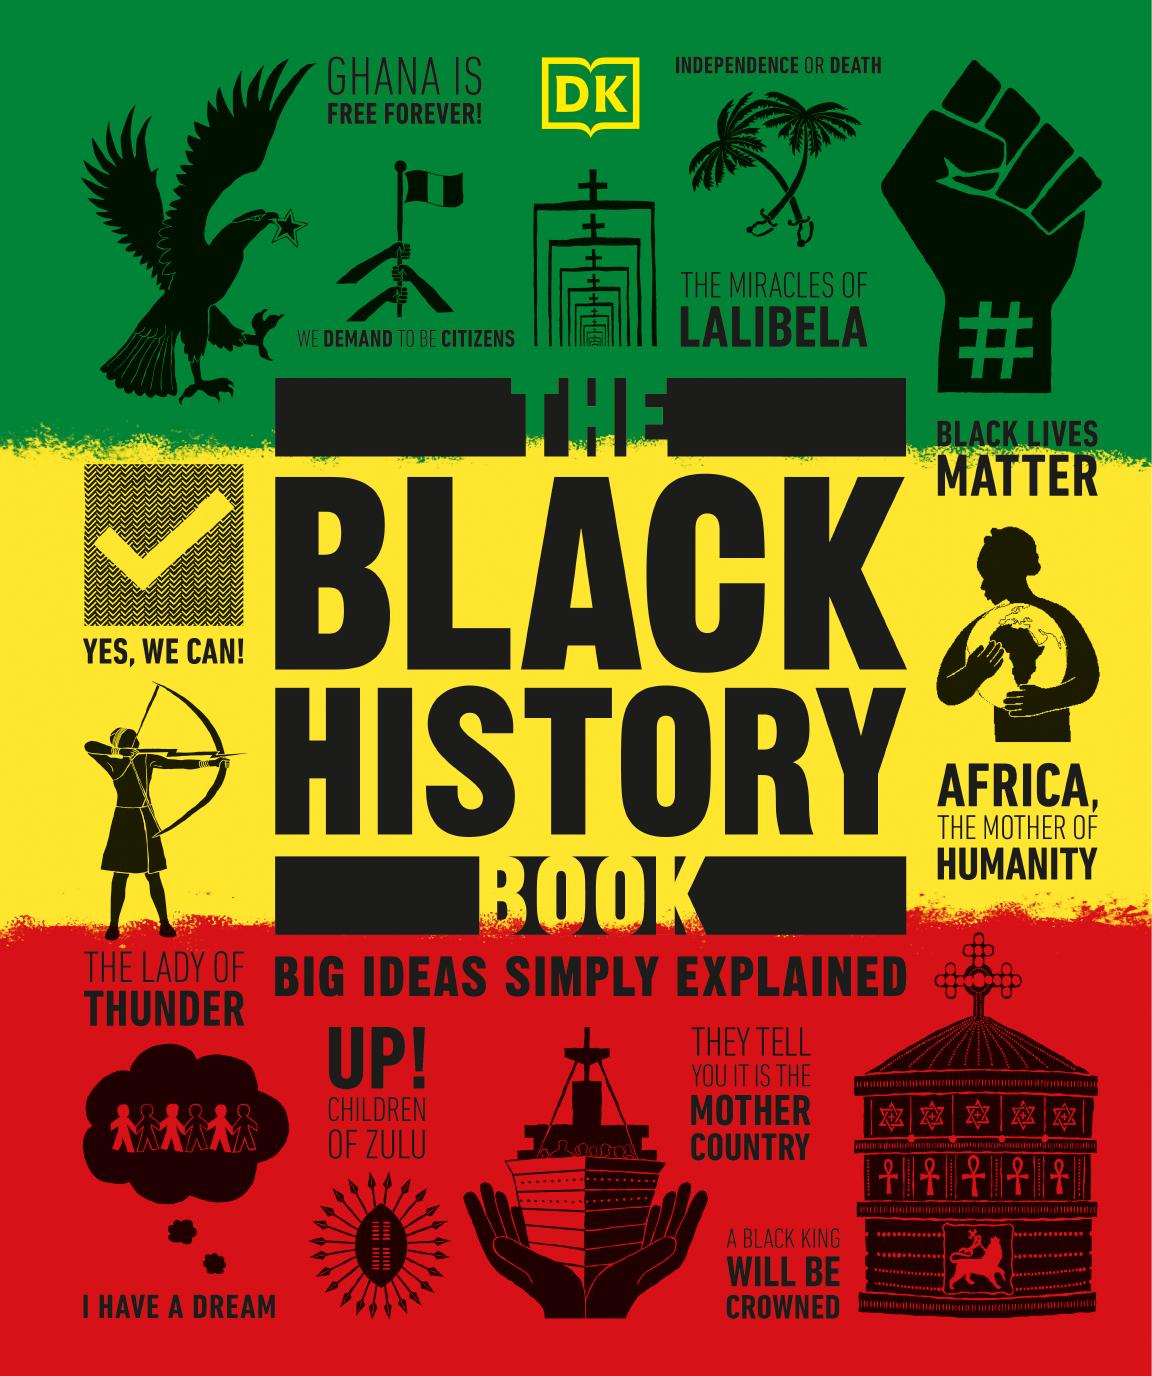 GHANA IS
FREE FOREVER!
DK
INDEPENDENCE OR DEATH
WE DEMAND TO BE CITIZENS
THE MIRACLES OF
LALIBELA
#
BLACK LIVES
MATTER
THE
BLACK
HISTORY
BOOK
BIG IDEAS SIMPLY EXPLAINED
YES, WE CAN!
AFRICA,
THE MOTHER OF
HUMANITY
THE LADY OF
THUNDER
UP!
CHILDREN
OF ZULU
THEY TELL
YOU IT IS THE
MOTHER
COUNTRY
A BLACK KING
WILL BE
CROWNED
I HAVE A DREAM